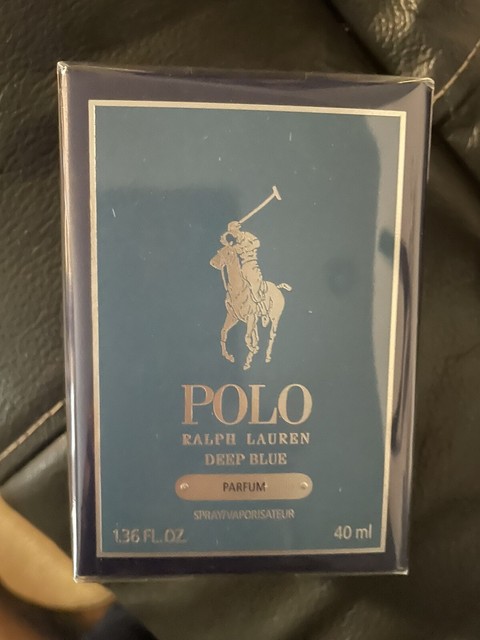 POLO
RALPH LAUREN
DEEP BLUE
PARFUM
SPRAY/VAPORISATEUR
1.36 FL. OZ. 40 ml